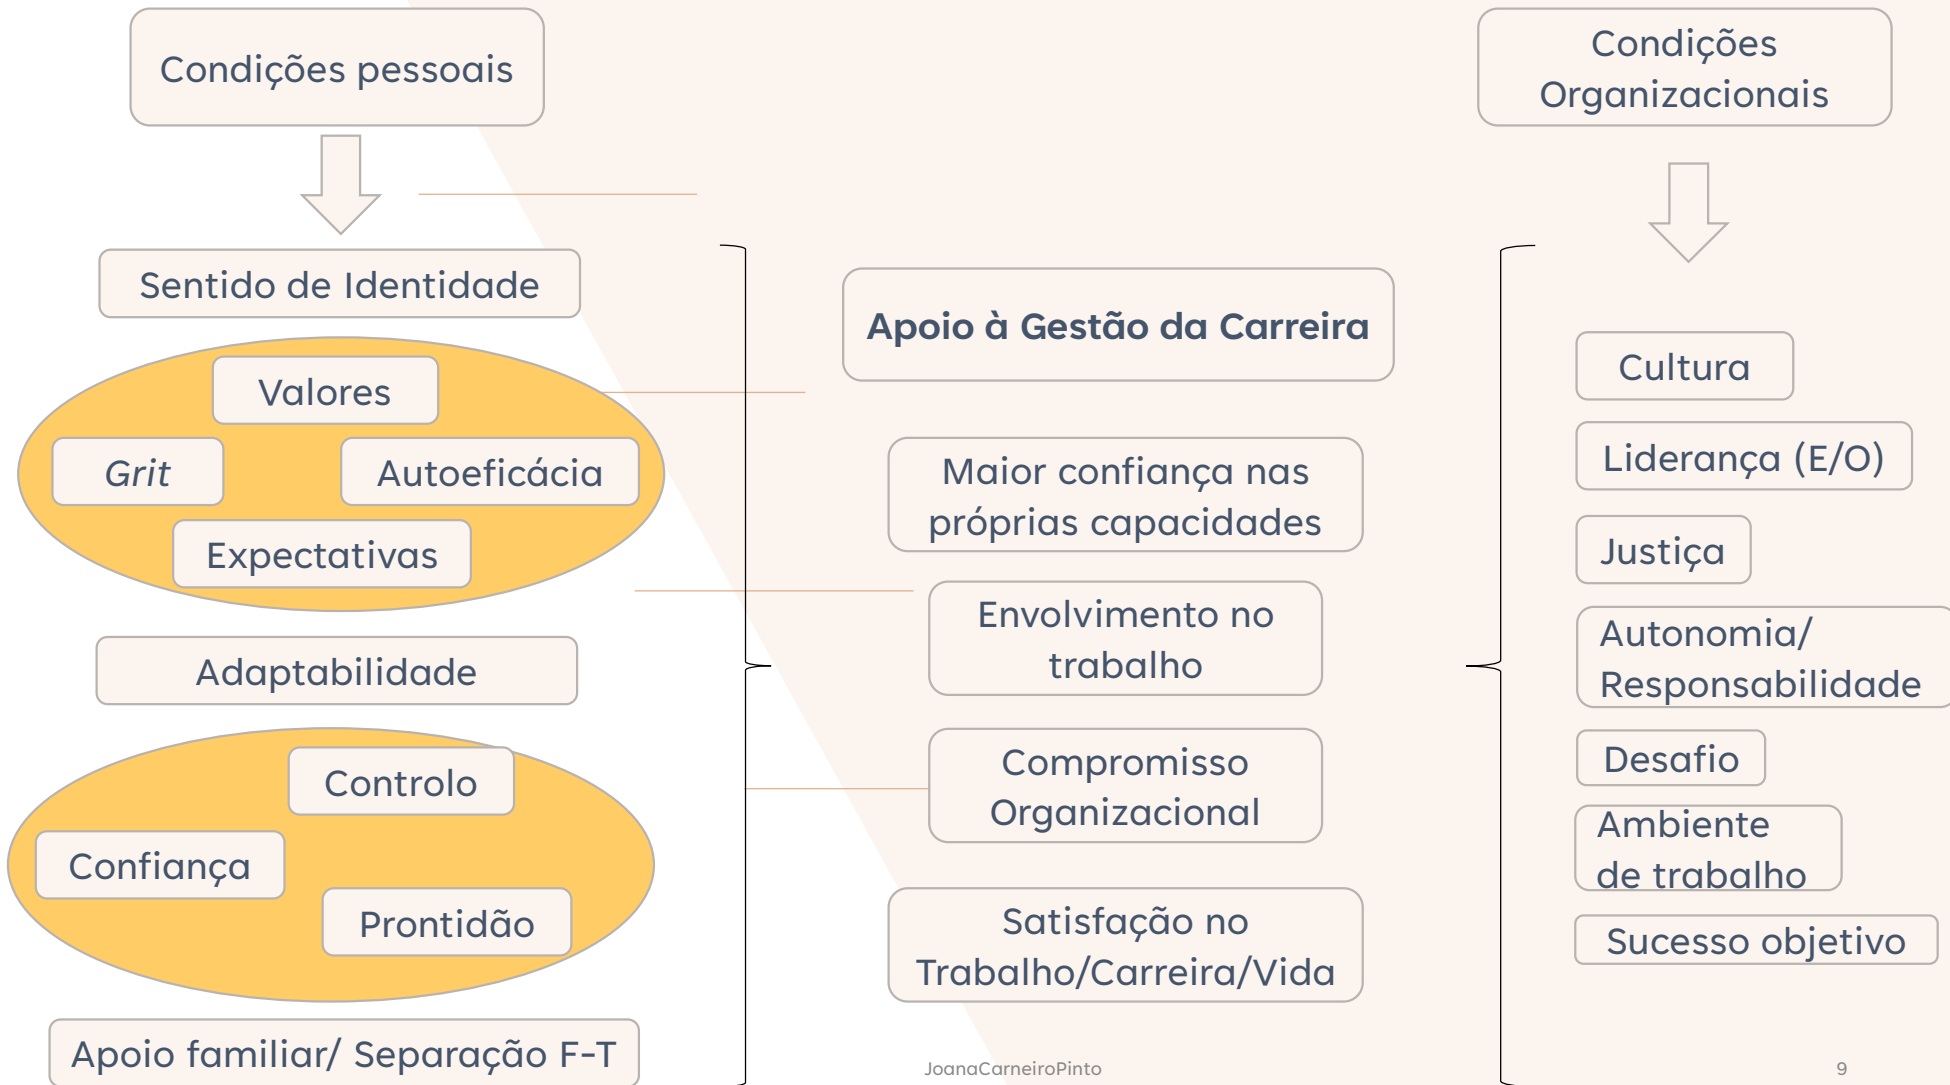 Condições pessoais
Sentido de Identidade
Valores
Grit
Autoeficácia
Expectativas
Adaptabilidade
Controlo
Confiança
Prontidão
Apoio familiar/ Separação F-T
Apoio à Gestão da Carreira
Maior confiança nas
próprias capacidades
Envolvimento no
trabalho
Compromisso
Organizacional
Satisfação no
Trabalho/Carreira/Vida
Condições
Organizacionais
Cultura
Liderança (E/O)
Justiça
Autonomia/
Responsabilidade
Desafio
Ambiente
de trabalho
Sucesso objetivo
JoanaCarneiroPinto
9